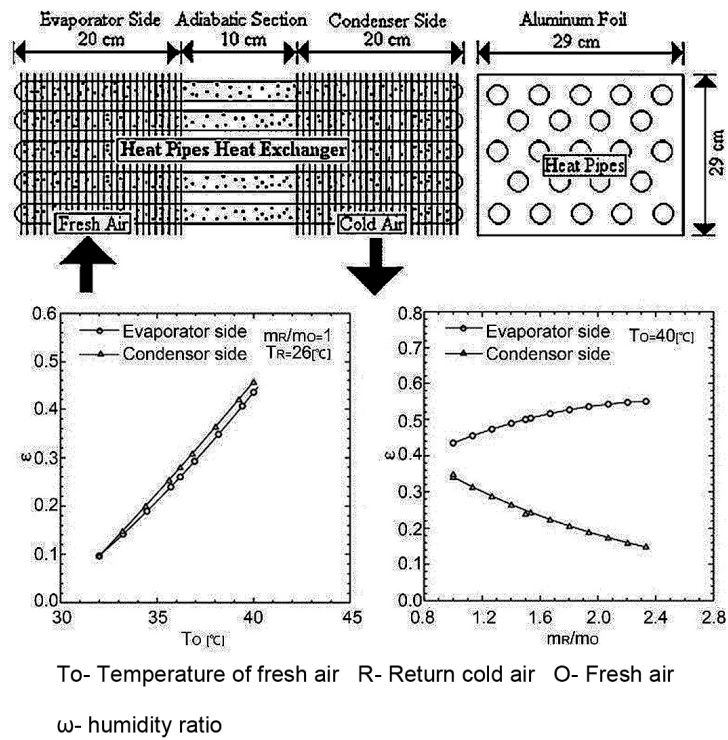 Evaporator Side Adiabatic Section Condenser Side Aluminum Foil
20 cm 10 cm 20 cm 29 cm
Heat Pipes Heat Exchanger
Heat Pipes
29 cm
Fresh Air
Cold Air
0.6
0.5
0.4
0.3
0.2
0.1
0.0
ε
Evaporator side
Condensor side
mR/mo=1
TR=26[℃]
30 35 40 45
To [℃]
0.8
0.7
0.6
0.5
0.4
0.3
0.2
0.1
0.0
ε
Evaporator side
Condensor side
To=40[℃]
0.8 1.2 1.6 2.0 2.4 2.8
mR/mo
To- Temperature of fresh air R- Return cold air O- Fresh air
ω- humidity ratio